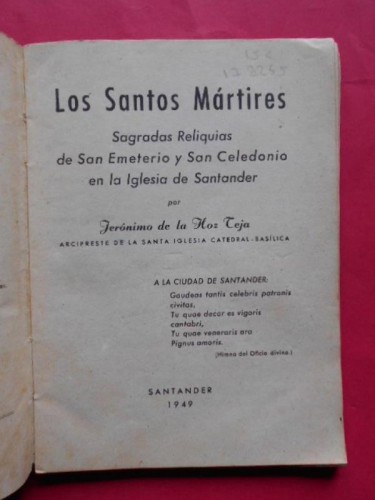 Los Santos Mártires
Sagradas Reliquias
de San Emeterio y San Celedonio
en la Iglesia de Santander
por
Jerónimo de la Hoz Teja
ARCIPRESTE DE LA SANTA IGLESIA CATEDRAL-BASÍLICA
A LA CIUDAD DE SANTANDER:
Gaudeas tantis celebris patronis
civitas,
Tu quae decor es vigoris
cantabri,
Tu quae veneraris ara
Pignus amoris.
(Himno del Oficio divino.)
SANTANDER
1949